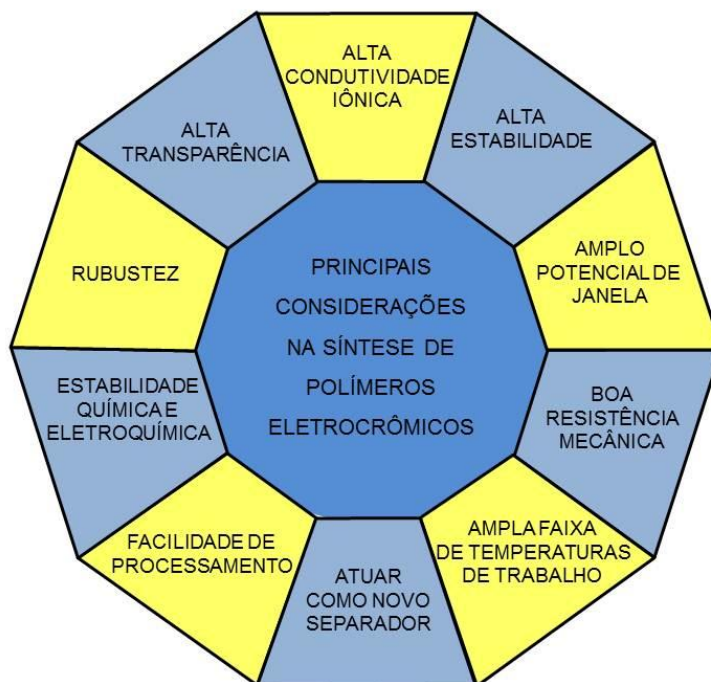 ALTA
CONDUTIVIDADE
IÔNICA
ALTA
ESTABILIDADE
AMPLO
POTENCIAL DE
JANELA
BOA
RESISTÊNCIA
MECÂNICA
AMPLA FAIXA
DE TEMPERATURAS
DE TRABALHO
ATUAR
COMO NOVO
SEPARADOR
FACILIDADE DE
PROCESSAMENTO
ESTABILIDADE
QUÍMICA E
ELETROQUÍMICA
RUBUSTEZ
ALTA
TRANSPARÊNCIA
PRINCIPAIS
CONSIDERAÇÕES
NA SÍNTESE DE
POLÍMEROS
ELETROCRÔMICOS